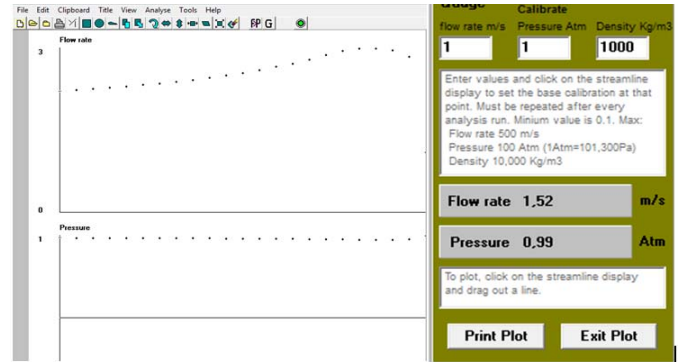 File Edit Clipboard Title View Analyse Tools Help
RP G
Flow rate
3
0
Pressure
1
Gauge
Calibrate
flow rate m/s Pressure Atm Density Kg/m3
1 1 1000
Enter values and click on the streamline
display to set the base calibration at that
point. Must be repeated after every
analysis run. Minium value is 0.1. Max:
Flow rate 500 m/s
Pressure 100 Atm (1Atm=101,300Pa)
Density 10,000 Kg/m3
Flow rate 1,52 m/s
Pressure 0,99 Atm
To plot, click on the streamline display
and drag out a line.
Print Plot Exit Plot